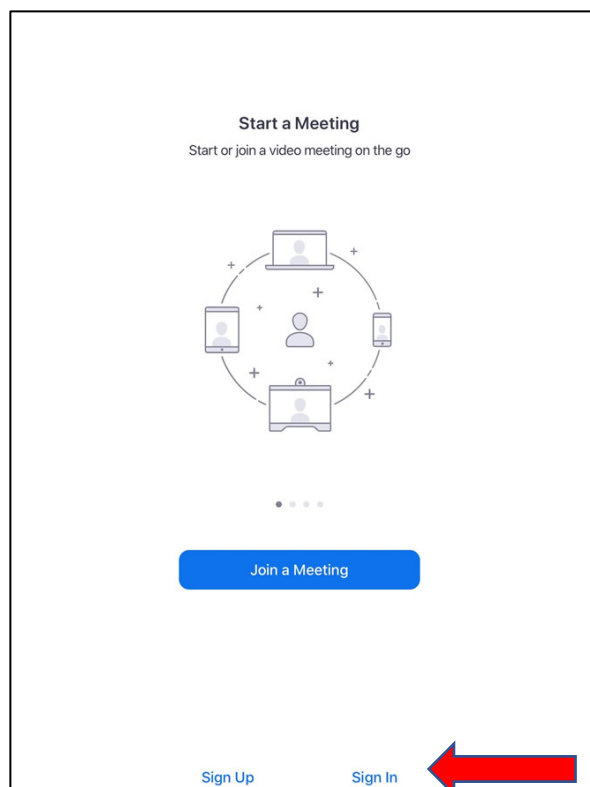 Start a Meeting
Start or join a video meeting on the go
Join a Meeting
Sign Up Sign In